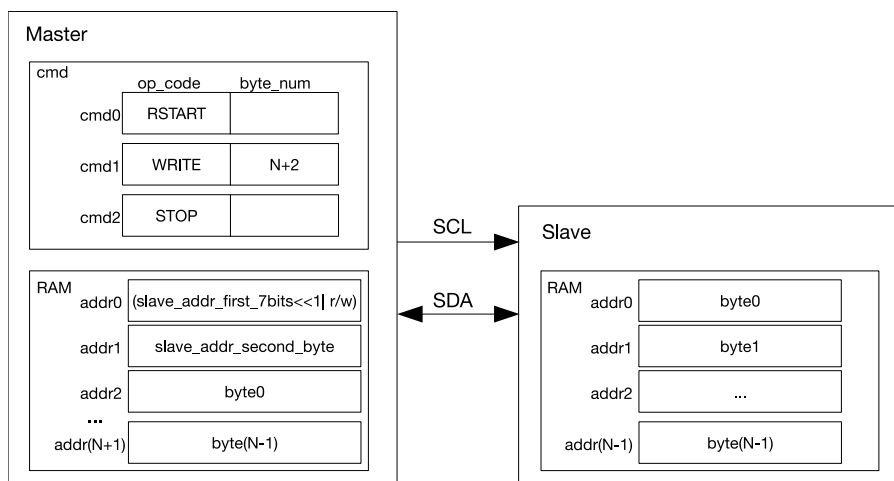 Master
cmd
op_code byte_num
cmd0 RSTART
cmd1 WRITE N+2
cmd2 STOP
RAM
addr0 (slave_addr_first_7bits<<1| r/w)
addr1 slave_addr_second_byte
addr2 byte0
...
addr(N+1) byte(N-1)
SCL
SDA
Slave
RAM
addr0 byte0
addr1 byte1
addr2 ...
addr(N-1) byte(N-1)